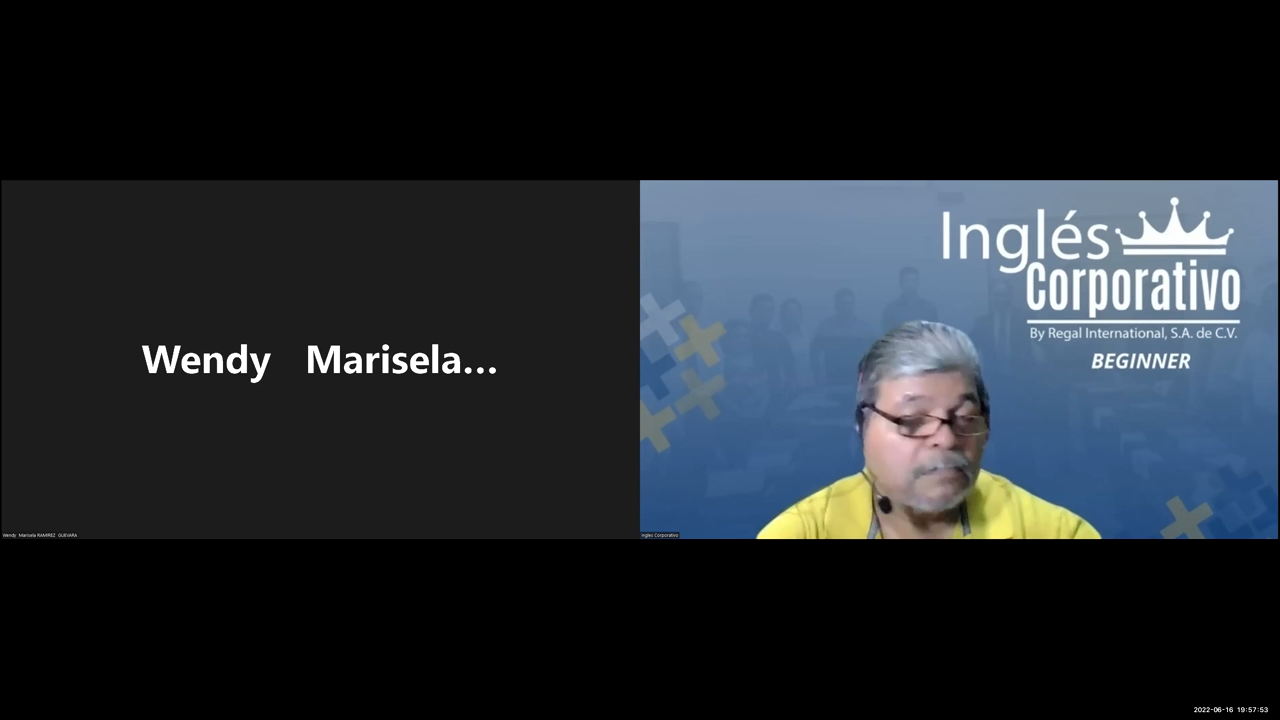 Wendy Marisela...
Wendy Marisela RAMIREZ GUEVARA
Inglés
Corporativo
By Regal International, S.A. de C.V.
BEGINNER
Ingles Corporativo
2022-06-16 19:57:53